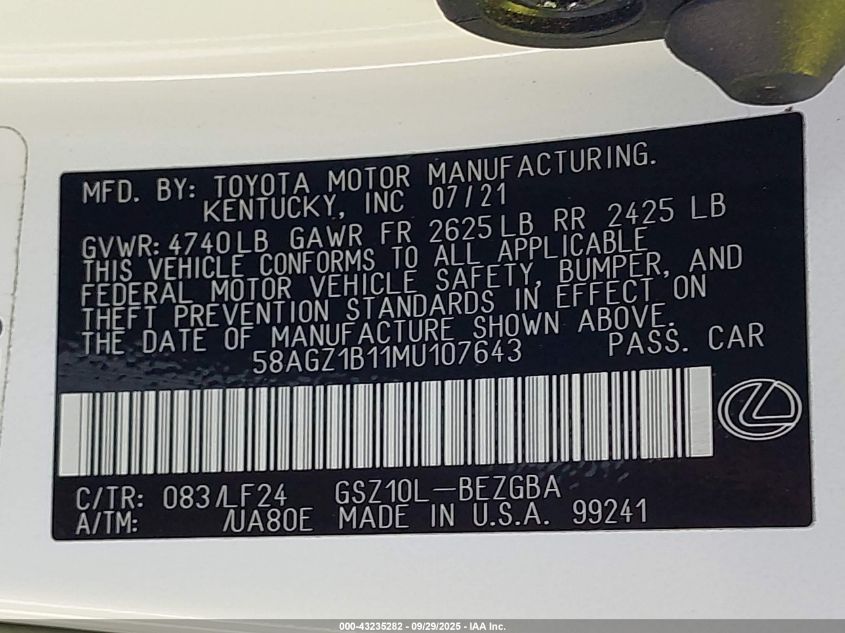 MFD. BY: TOYOTA MOTOR MANUFACTURING.
KENTUCKY, INC 07/21
GVWR: 4740LB GAWR FR 2625LB RR 2425 LB
THIS VEHICLE CONFORMS TO ALL APPLICABLE
FEDERAL MOTOR VEHICLE SAFETY, BUMPER, AND
THEFT PREVENTION STANDARDS IN EFFECT ON
THE DATE OF MANUFACTURE SHOWN ABOVE.
58AGZ1B11MU107643 PASS. CAR
C/TR: 083/LF24 GSZ10L-BEZGBA
A/TM: /UA80E MADE IN U.S.A. 99241
000-43235282 - 09/29/2025 - IAA Inc.